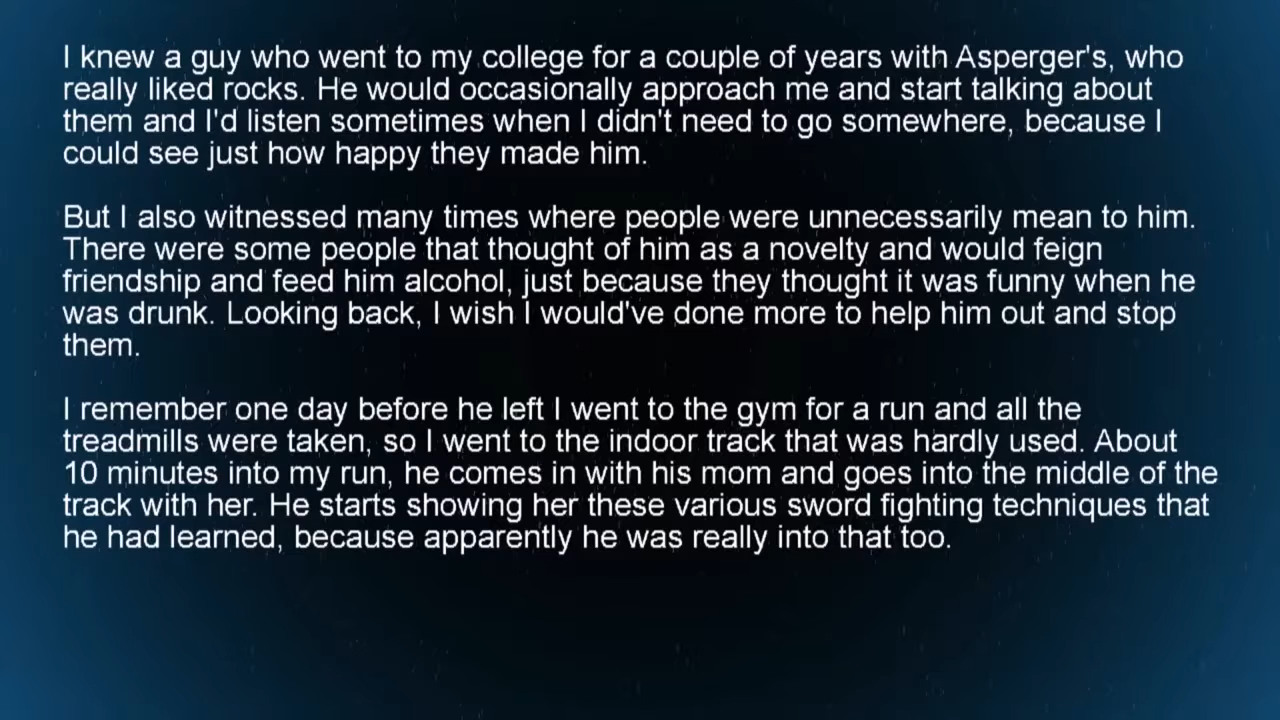 I knew a guy who went to my college for a couple of years with Asperger's, who
really liked rocks. He would occasionally approach me and start talking about
them and I'd listen sometimes when I didn't need to go somewhere, because I
could see just how happy they made him.
But I also witnessed many times where people were unnecessarily mean to him.
There were some people that thought of him as a novelty and would feign
friendship and feed him alcohol, just because they thought it was funny when he
was drunk. Looking back, I wish I would've done more to help him out and stop
them.
I remember one day before he left I went to the gym for a run and all the
treadmills were taken, so I went to the indoor track that was hardly used. About
10 minutes into my run, he comes in with his mom and goes into the middle of the
track with her. He starts showing her these various sword fighting techniques that
he had learned, because apparently he was really into that too.